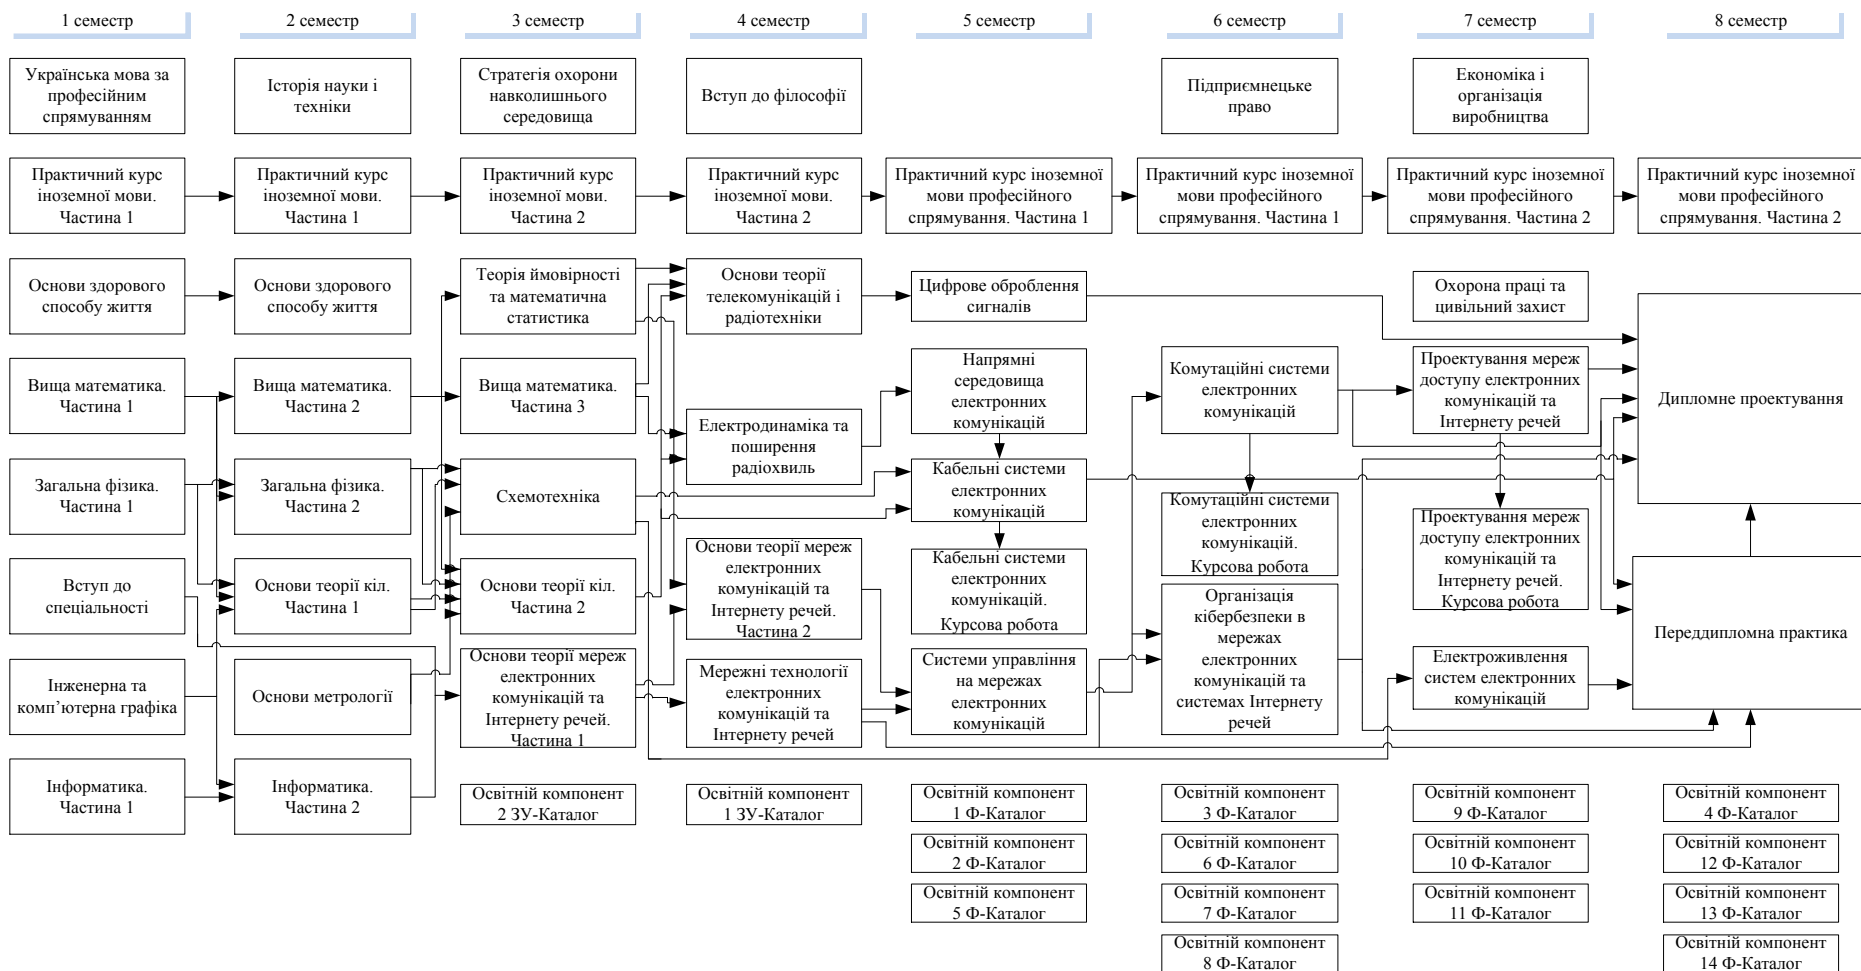 1 семестр
2 семестр
3 семестр
4 семестр
5 семестр
6 семестр
7 семестр
8 семестр
Українська мова за
професійним
спрямуванням
Історія науки і
техніки
Стратегія охорони
навколишнього
середовища
Вступ до філософії
Підприємнецьке
право
Економіка і
організація
виробництва
Практичний курс
іноземної мови.
Частина 1
Практичний курс
іноземної мови.
Частина 1
Практичний курс
іноземної мови.
Частина 2
Практичний курс
іноземної мови.
Частина 2
Практичний курс іноземної
мови професійного
спрямування. Частина 1
Практичний курс іноземної
мови професійного
спрямування. Частина 1
Практичний курс іноземної
мови професійного
спрямування. Частина 2
Практичний курс іноземної
мови професійного
спрямування. Частина 2
Основи здорового
способу життя
Основи здорового
способу життя
Теорія ймовірності
та математична
статистика
Основи теорії
телекомунікацій і
радіотехніки
Цифрове оброблення
сигналів
Охорона праці та
цивільний захист
Вища математика.
Частина 1
Вища математика.
Частина 2
Вища математика.
Частина 3
Електродинаміка та
поширення
радіохвиль
Напрямні
середовища
електронних
комунікацій
Комутаційні системи
електронних
комунікацій
Проектування мереж
доступу електронних
комунікацій та
Інтернету речей
Дипломне проектування
Загальна фізика.
Частина 1
Загальна фізика.
Частина 2
Схемотехніка
Кабельні системи
електронних
комунікацій
Комутаційні системи
електронних
комунікацій.
Курсова робота
Проектування мереж
доступу електронних
комунікацій та
Інтернету речей.
Курсова робота
Вступ до
спеціальності
Основи теорії кіл.
Частина 1
Основи теорії кіл.
Частина 2
Основи теорії мереж
електронних
комунікацій та
Інтернету речей.
Частина 2
Кабельні системи
електронних
комунікацій.
Курсова робота
Організація
кібербезпеки в
мережах
електронних
комунікацій та
системах Інтернету
речей
Переддипломна практика
Інженерна та
комп’ютерна графіка
Основи метрології
Основи теорії мереж
електронних
комунікацій та
Інтернету речей.
Частина 1
Мережні технології
електронних
комунікацій та
Інтернету речей
Системи управління
на мережах
електронних
комунікацій
Електроживлення
систем електронних
комунікацій
Інформатика.
Частина 1
Інформатика.
Частина 2
Освітній компонент
2 ЗУ-Каталог
Освітній компонент
1 ЗУ-Каталог
Освітній компонент
1 Ф-Каталог
Освітній компонент
3 Ф-Каталог
Освітній компонент
9 Ф-Каталог
Освітній компонент
4 Ф-Каталог
Освітній компонент
2 Ф-Каталог
Освітній компонент
6 Ф-Каталог
Освітній компонент
10 Ф-Каталог
Освітній компонент
12 Ф-Каталог
Освітній компонент
5 Ф-Каталог
Освітній компонент
7 Ф-Каталог
Освітній компонент
11 Ф-Каталог
Освітній компонент
13 Ф-Каталог
Освітній компонент
8 Ф-Каталог
Освітній компонент
14 Ф-Каталог